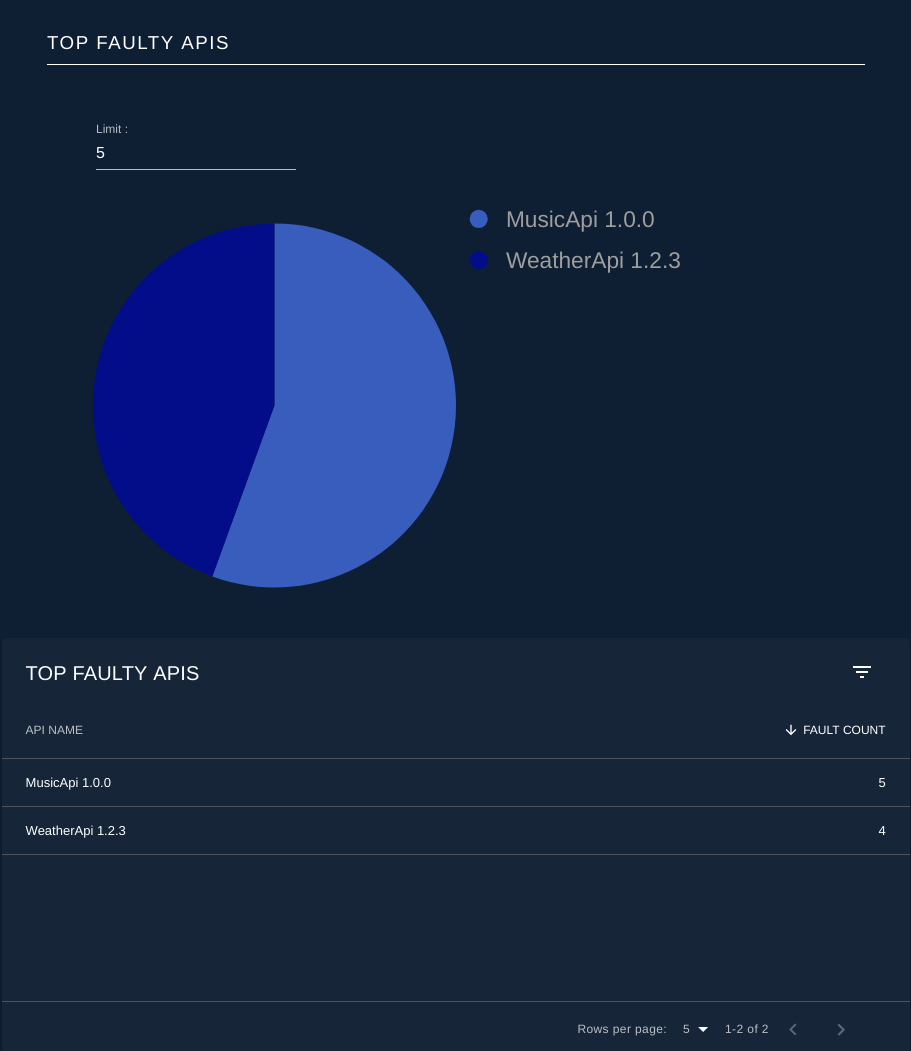 TOP FAULTY APIS
Limit :
5
MusicApi 1.0.0
WeatherApi 1.2.3
TOP FAULTY APIS
API NAME FAULT COUNT
MusicApi 1.0.0 5
WeatherApi 1.2.3 4
Rows per page: 5 1-2 of 2